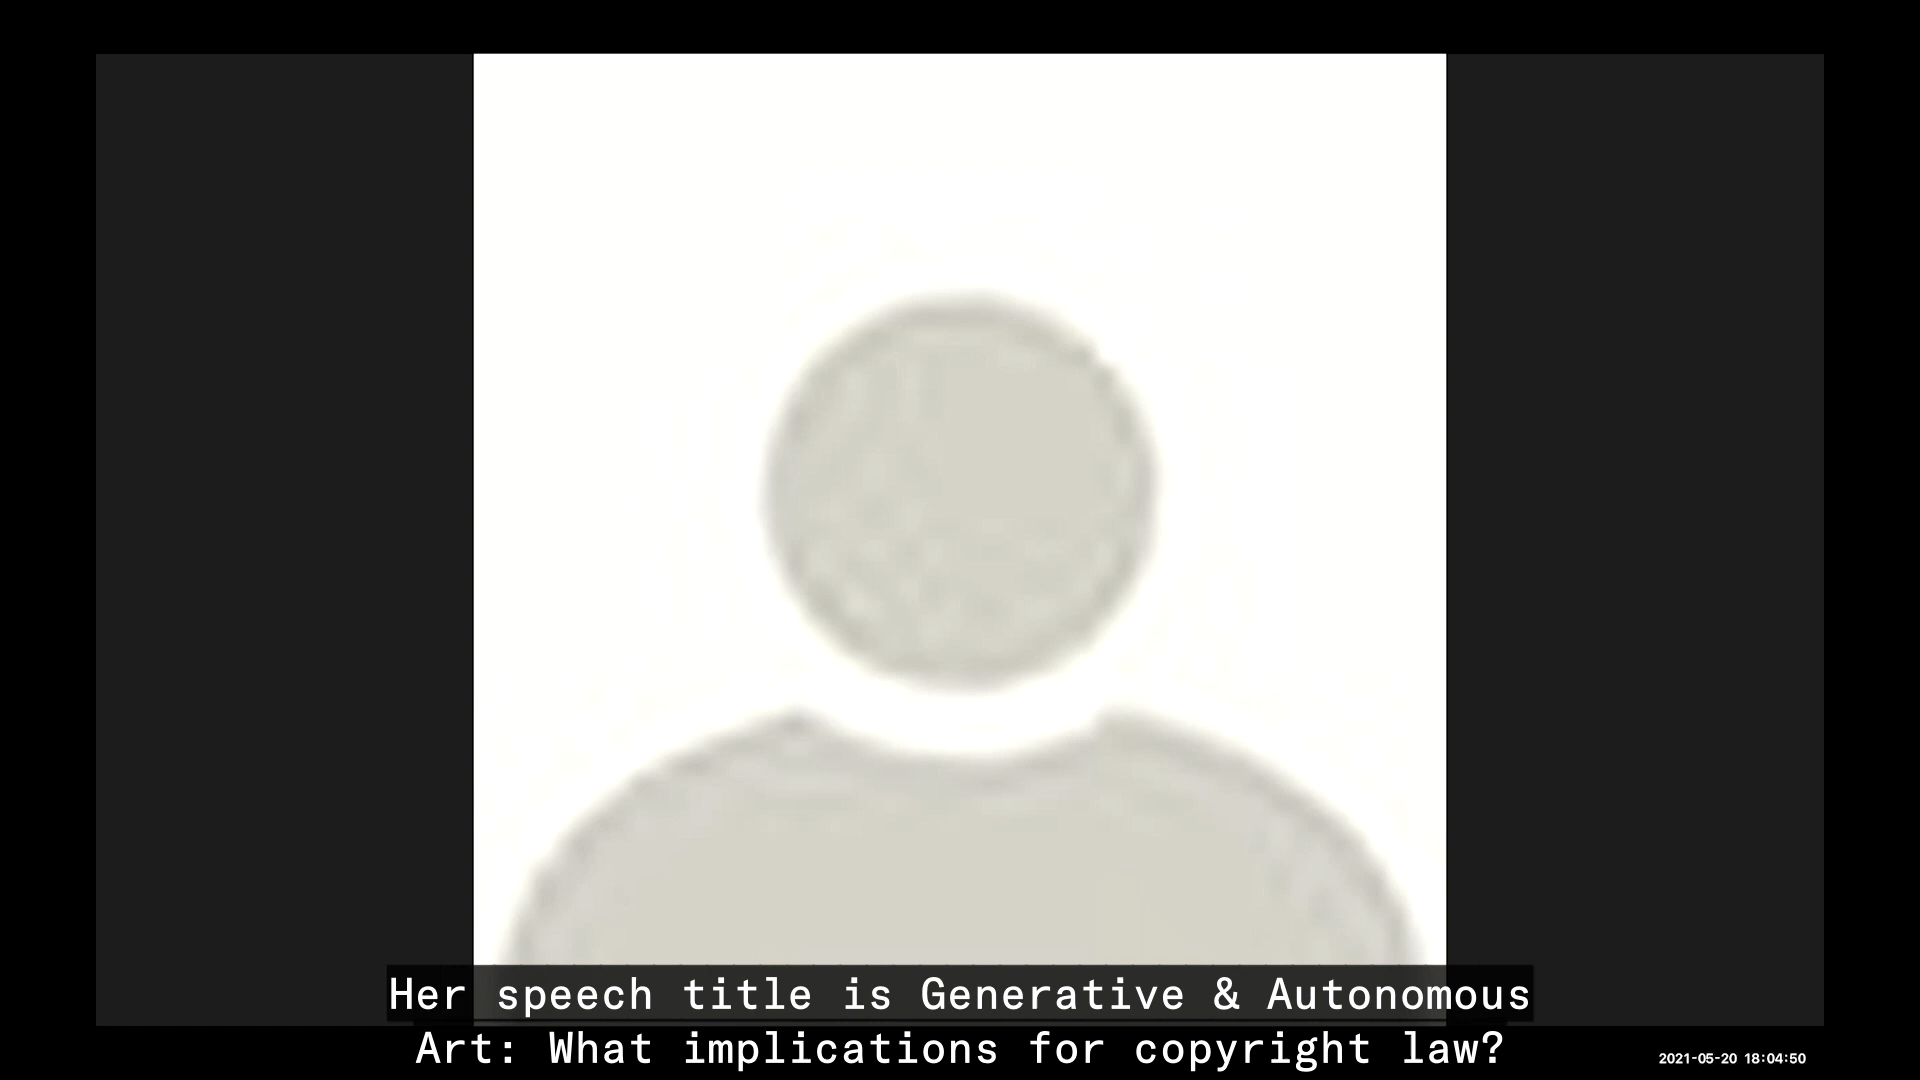 Her speech title is Generative & Autonomous
Art: What implications for copyright law?
2021-05-20 18:04:50